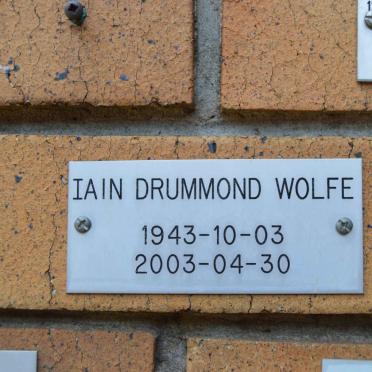 IAIN DRUMMOND WOLFE
1943-10-03
2003-04-30